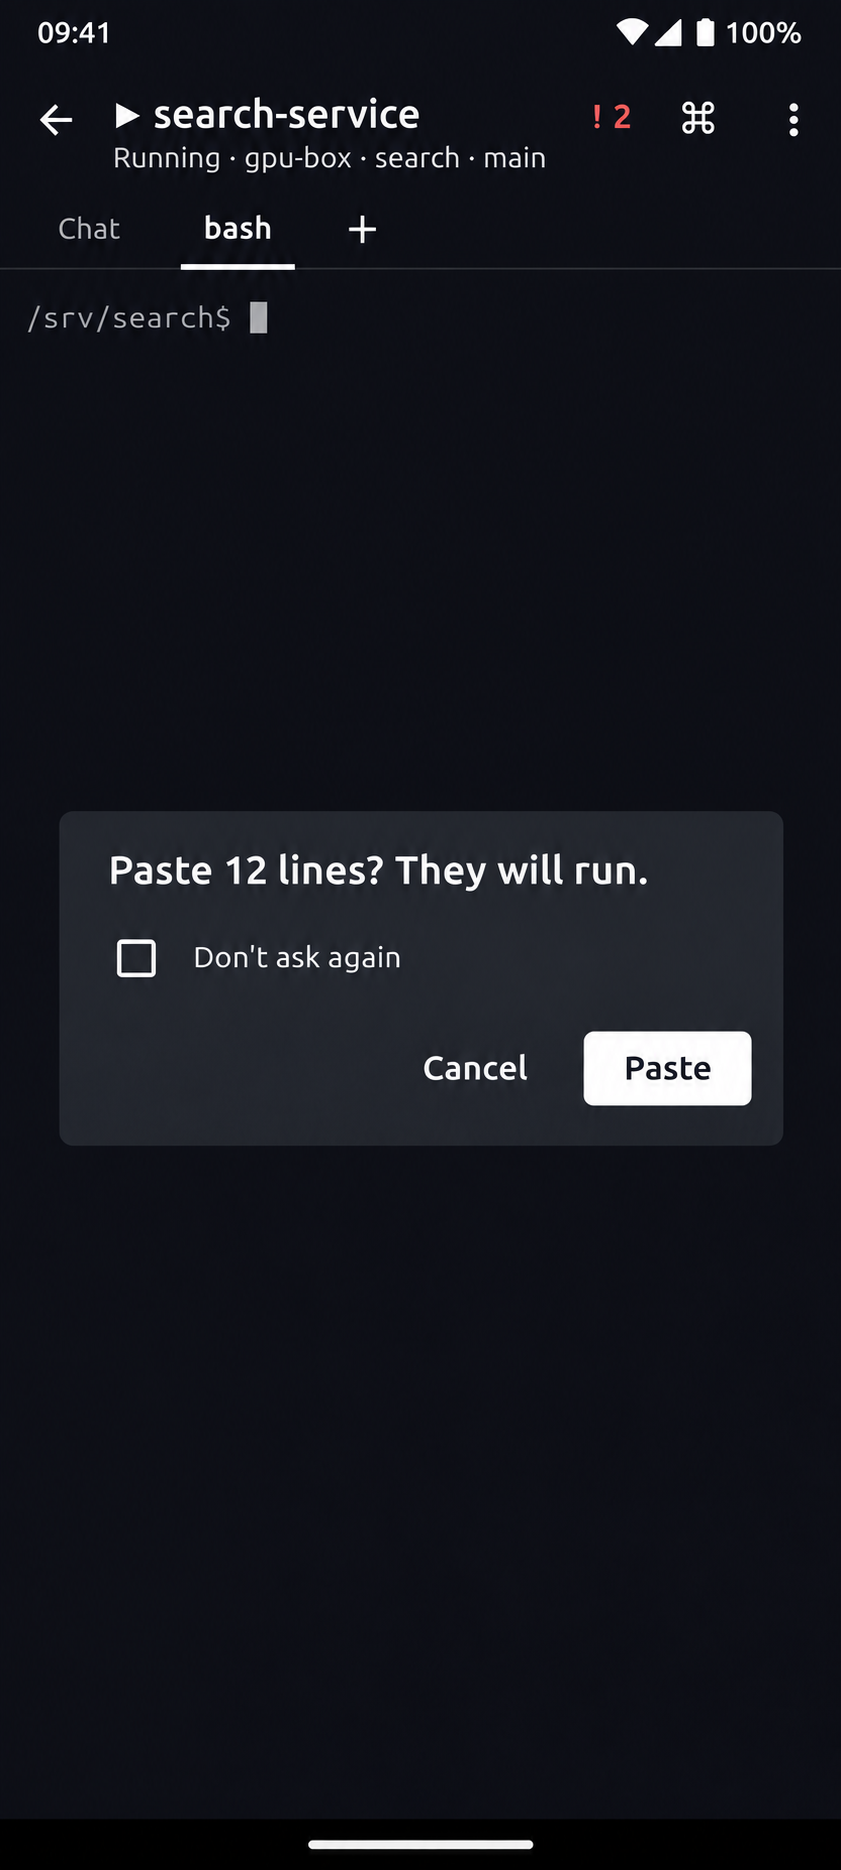 09:41 100%
▶ search-service ! 2 ⌘
Running · gpu-box · search · main
Chat bash +
/srv/search$
Paste 12 lines? They will run.
Don't ask again
Cancel Paste